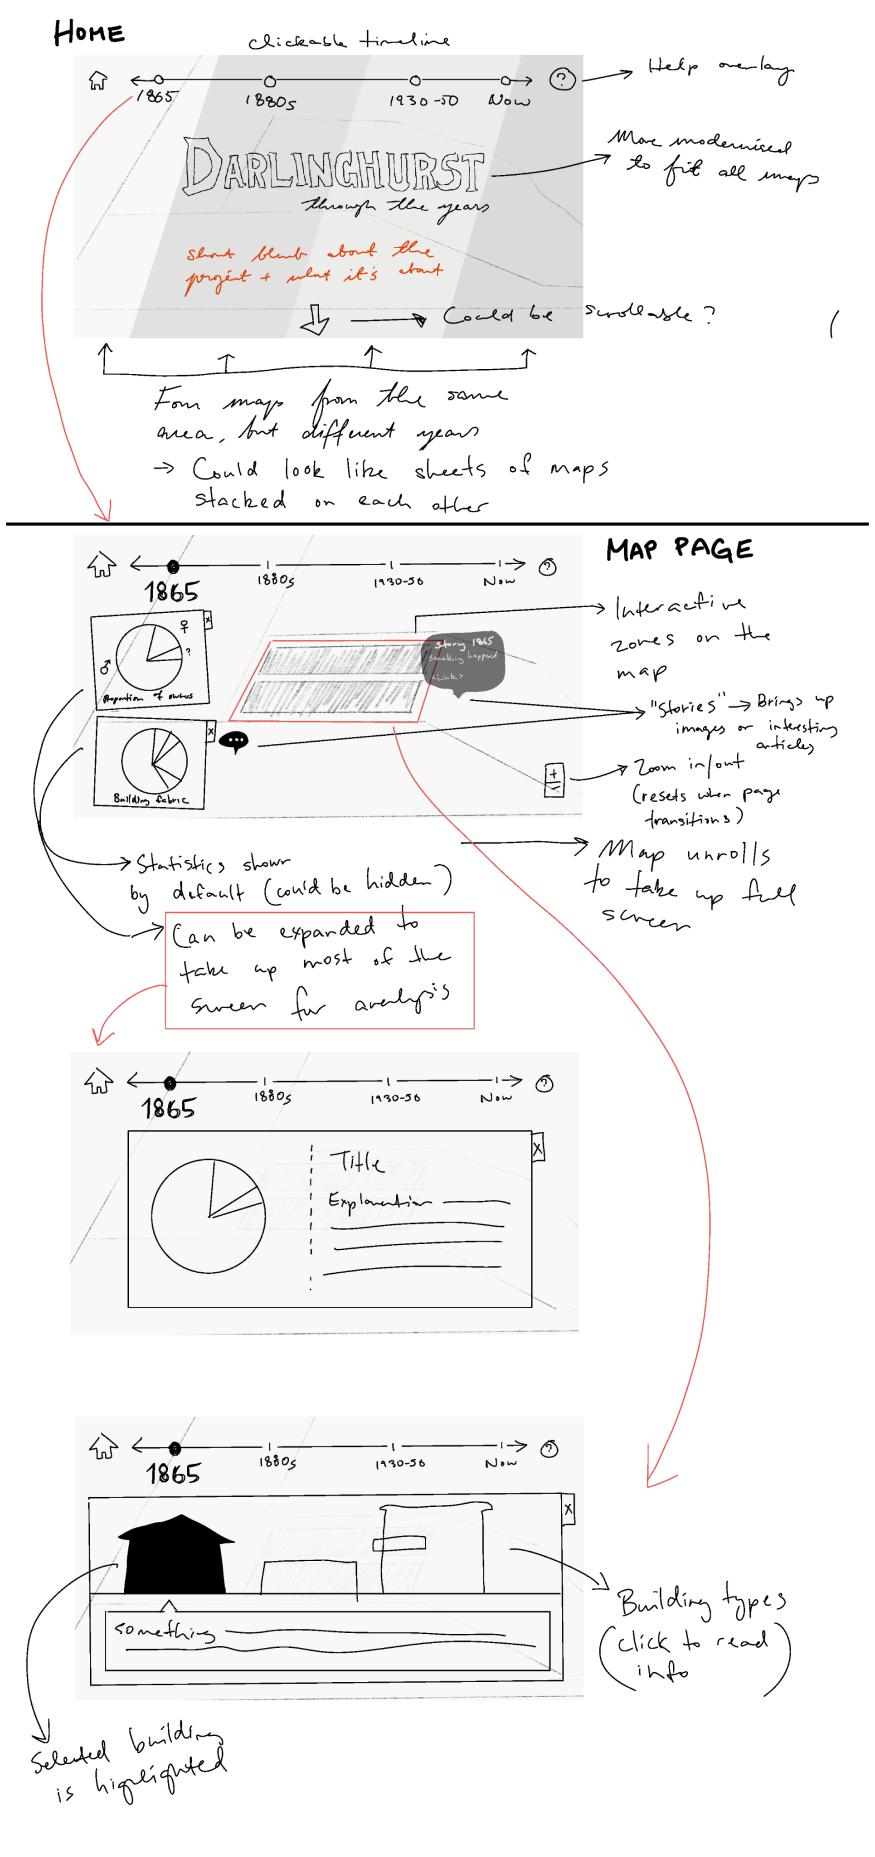 HOME
clickable timeline
1865
1880s
1930-50
Now
?
Help overlay
DARLINGHURST
through the years
More modernised
to fit all maps
short blurb about the
project + what it's about
Could be scrollable?
Four maps from the same
area, but different years
→ Could look like sheets of maps
stacked on each other
MAP PAGE
1865
1880s
1930-50
Now
?
♀
?
♂
Proportion of owners
x
Building fabric
x
Story 1865
something happened
<Link>
Interactive
zones on the
map
"Stories" → Brings up
images or interesting
articles
+
-
Zoom in/out
(resets when page
transitions)
Map unrolls
to take up full
screen
Statistics shown
by default (could be hidden)
Can be expanded to
take up most of the
screen for analysis
1865
1880s
1930-50
Now
?
x
Title
Explanation
1865
1880s
1930-50
Now
?
x
something
Building types
(click to read
info)
Selected building
is highlighted